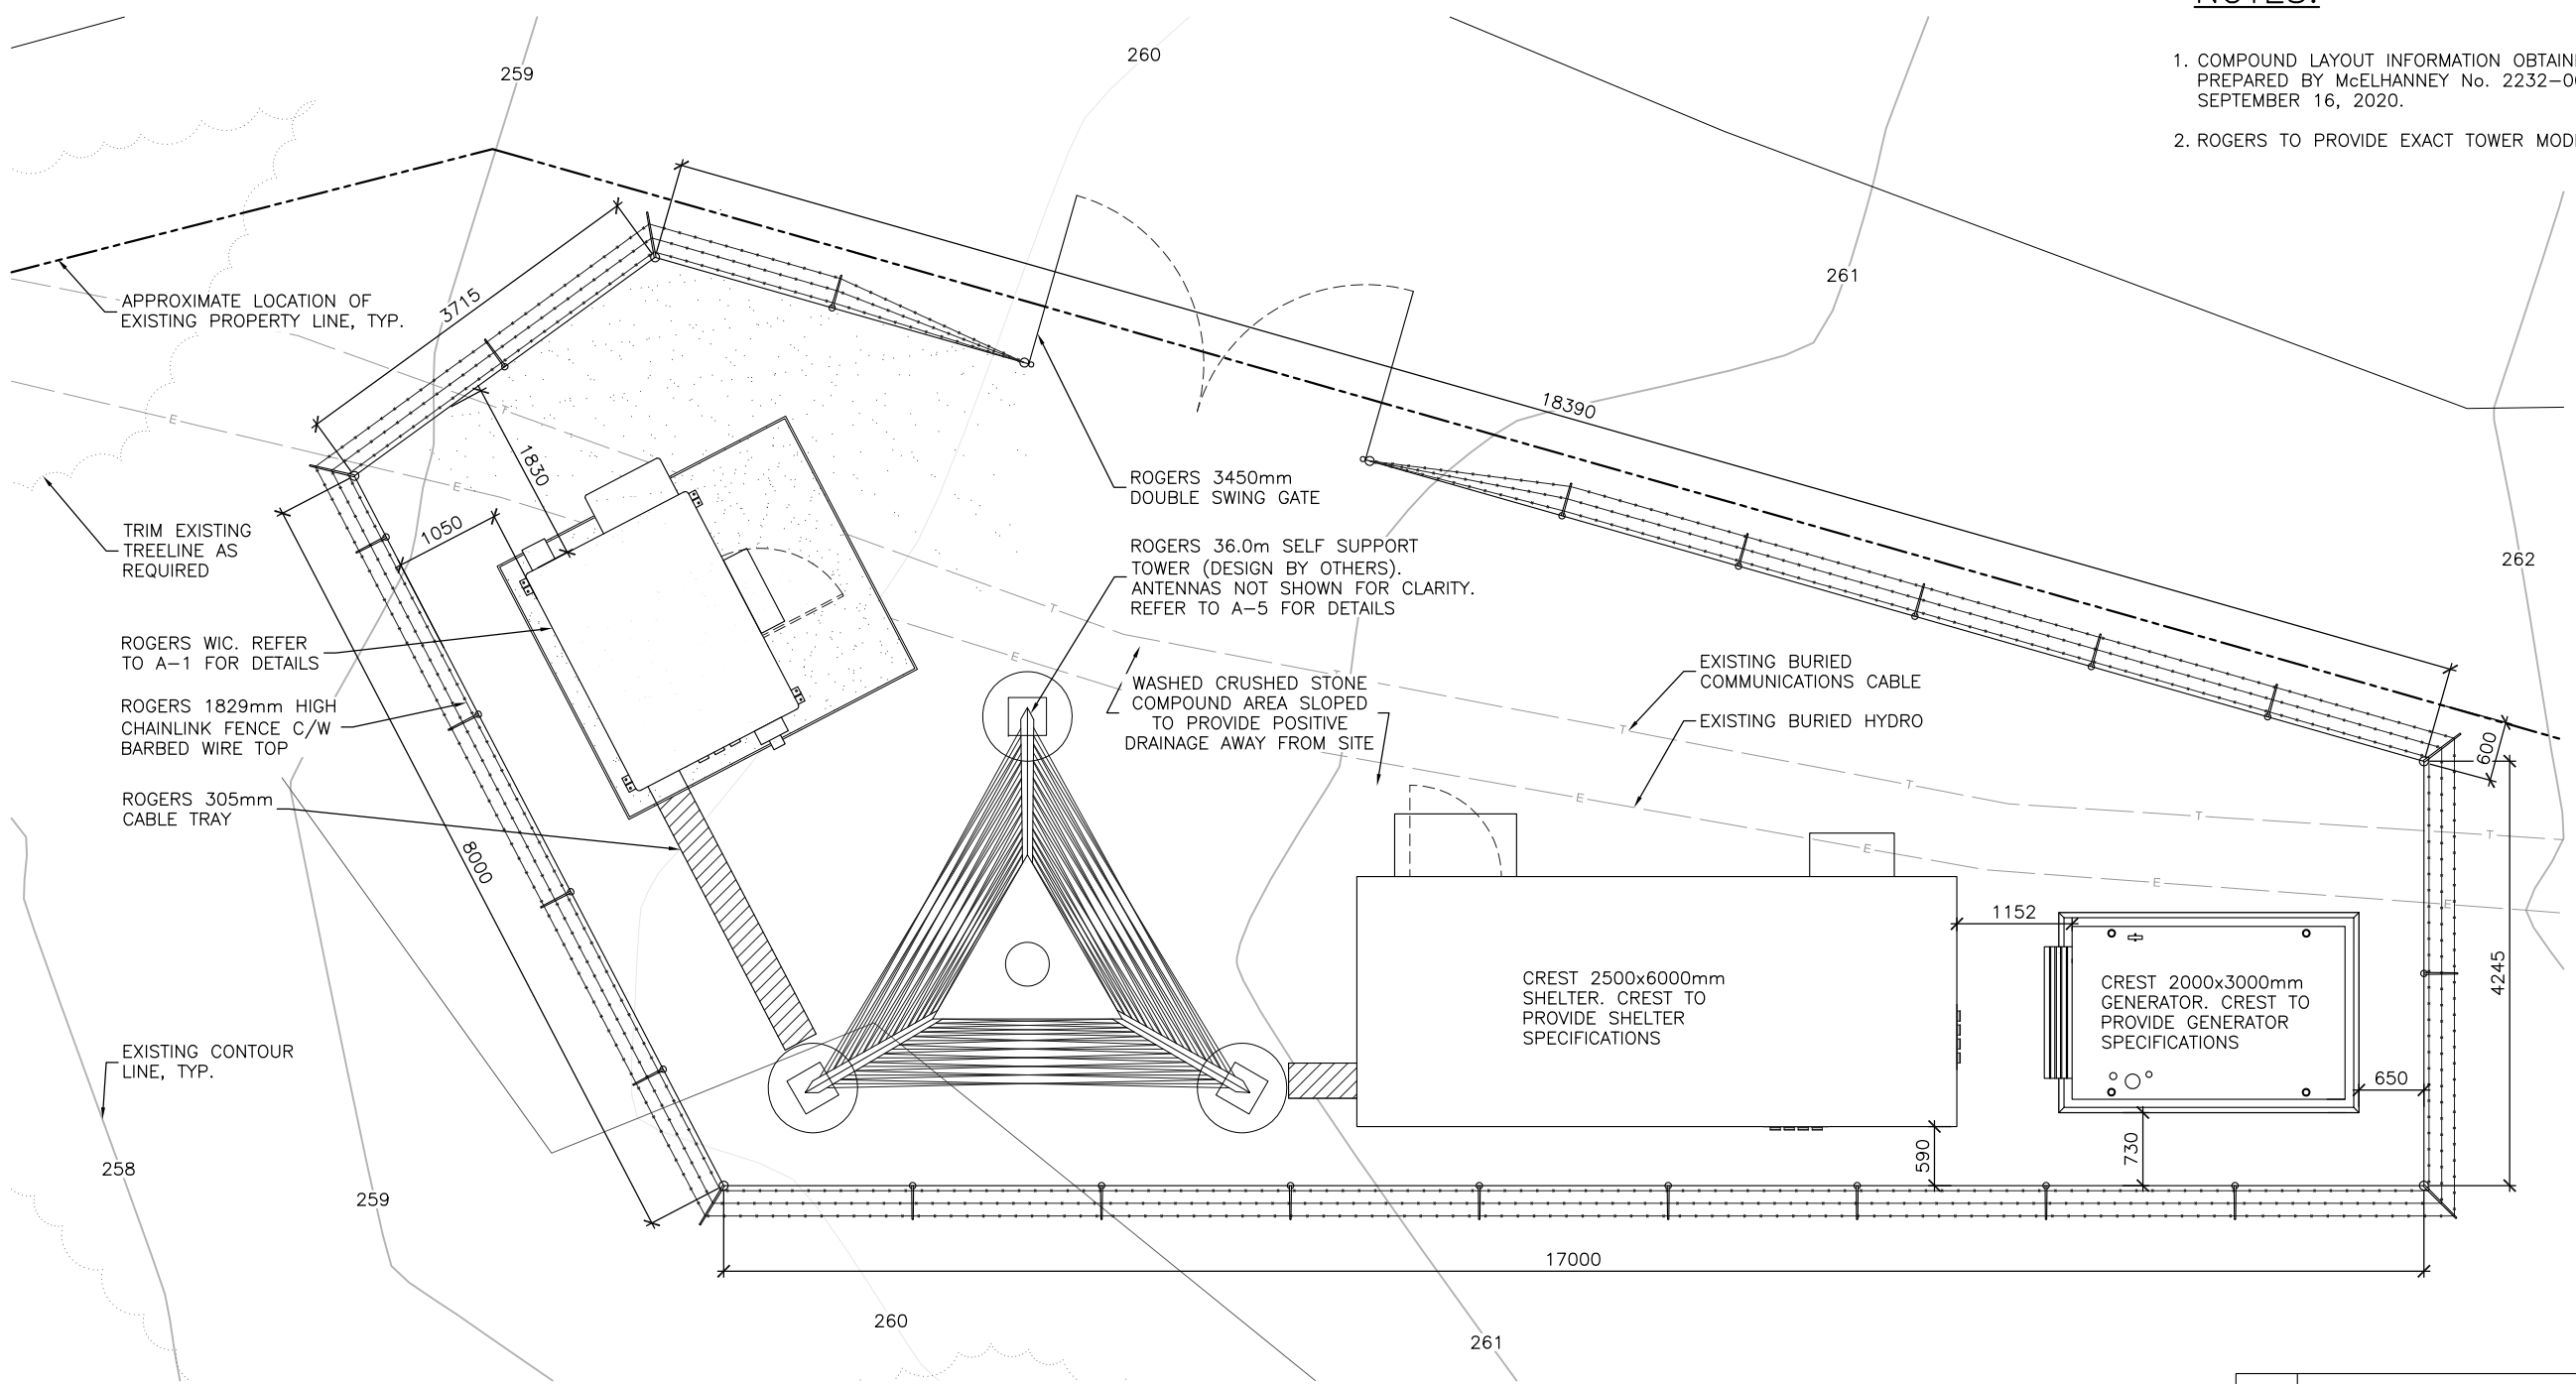 NOTES:
1. COMPOUND LAYOUT INFORMATION
PREPARED BY McELHANNEY No.
SEPTEMBER 16, 2020.
2. ROGERS TO PROVIDE EXACT TOWER
259
260
261
262
APPROXIMATE LOCATION OF
EXISTING PROPERTY LINE, TYP.
3715
18390
1830
1050
E
T
E
TRIM EXISTING
TREELINE AS
REQUIRED
ROGERS 3450mm
DOUBLE SWING GATE
ROGERS 36.0m SELF SUPPORT
TOWER (DESIGN BY OTHERS).
ANTENNAS NOT SHOWN FOR CLARITY.
REFER TO A-5 FOR DETAILS
ROGERS WIC. REFER
TO A-1 FOR DETAILS
T
E
T
WASHED CRUSHED STONE
COMPOUND AREA SLOPED
TO PROVIDE POSITIVE
DRAINAGE AWAY FROM SITE
EXISTING BURIED
COMMUNICATIONS CABLE
EXISTING BURIED HYDRO
ROGERS 1829mm HIGH
CHAINLINK FENCE C/W
BARBED WIRE TOP
ROGERS 305mm
CABLE TRAY
T
E
T
T
T
E
E
E
600
8000
1152
4245
CREST 2500x6000mm
SHELTER. CREST TO
PROVIDE SHELTER
SPECIFICATIONS
CREST 2000x3000mm
GENERATOR. CREST TO
PROVIDE GENERATOR
SPECIFICATIONS
EXISTING CONTOUR
LINE, TYP.
650
590
730
258
259
17000
260
261